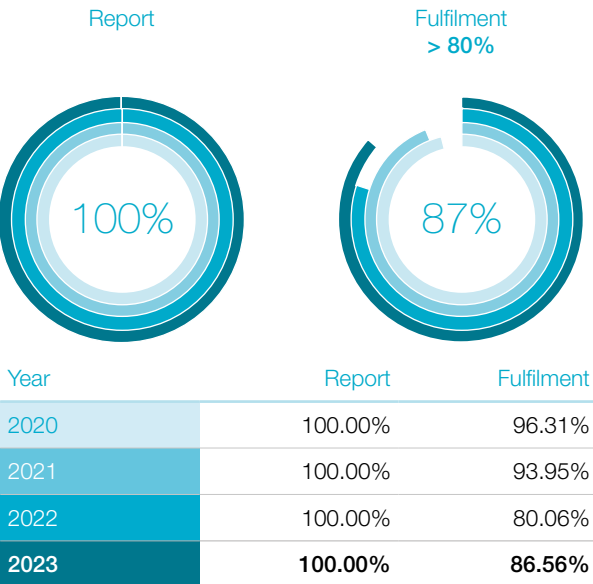 Report
Fulfilment
> 80%
100%
87%
Year Report Fulfilment
2020 100.00% 96.31%
2021 100.00% 93.95%
2022 100.00% 80.06%
2023 100.00% 86.56%